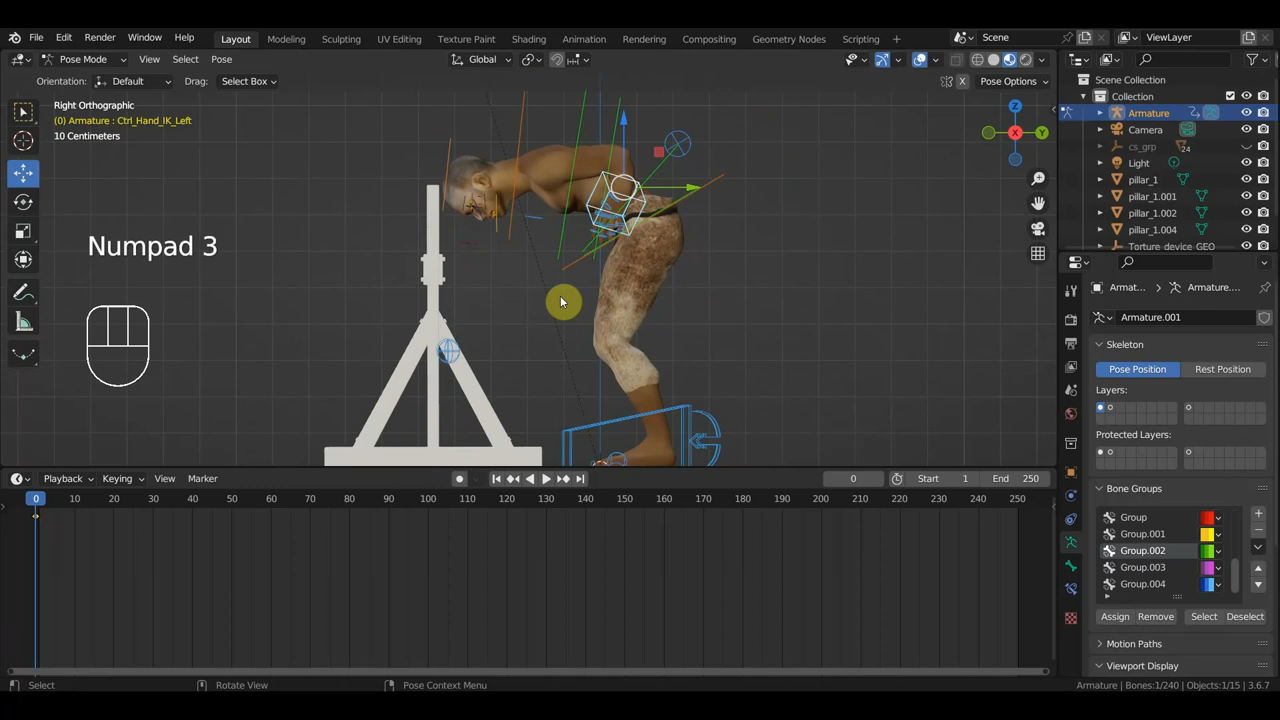 File Edit Render Window Help Layout Modeling Sculpting UV Editing Texture Paint Shading Animation Rendering Compositing Geometry Nodes Scripting + Scene ViewLayer
Pose Mode View Select Pose Global
Orientation: Default Drag: Select Box X Pose Options
Scene Collection
Collection
Armature
Camera
cs_grp 24
Light
pillar_1
pillar_1.001
pillar_1.002
pillar_1.004
Torture device GEO
Right Orthographic
(0) Armature : Ctrl_Hand_IK_Left
10 Centimeters
Z
X
Y
Numpad 3
Armat... Armature...
Armature.001
Skeleton
Pose Position Rest Position
Layers:
Protected Layers:
Bone Groups
Group
Group.001
Group.002
Group.003
Group.004
Assign Remove Select Deselect
Motion Paths
Viewport Display
Playback Keying View Marker 0 Start 1 End 250
0 10 20 30 40 50 60 70 80 90 100 110 120 130 140 150 160 170 180 190 200 210 220 230 240 250
Select Rotate View Pose Context Menu Armature | Bones:1/240 | Objects:1/15 | 3.6.7